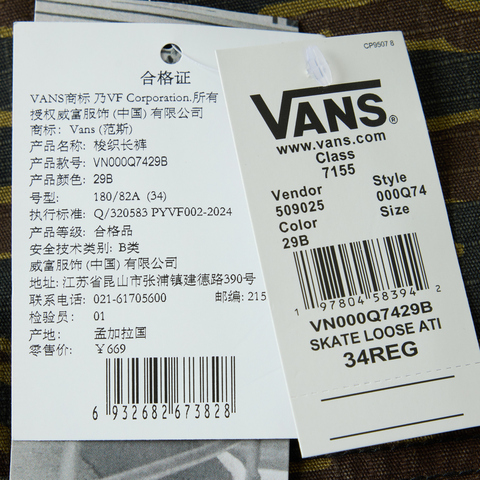 合格证
VANS商标 乃VF Corporation.所有
授权威富服饰(中国)有限公司
商标: Vans (范斯)
产品名称: 梭织长裤
产品款号: VN000Q7429B
产品颜色: 29B
号型: 180/82A (34)
执行标准: Q/320583 PYVF002-2024
产品等级: 合格品
安全技术类别: B类
威富服饰(中国)有限公司
地址: 江苏省昆山市张浦镇建德路390号
联系电话: 021-61705600 邮编: 215
检验员: 01
产地: 孟加拉国
零售价: ¥669
6 932682 673828
CP9507 6
VANS®
www.vans.com
Class
7155
Vendor Style
509025 000Q74
Color Size
29B
1 97804 58394 2
VN000Q7429B
SKATE LOOSE ATI
34REG